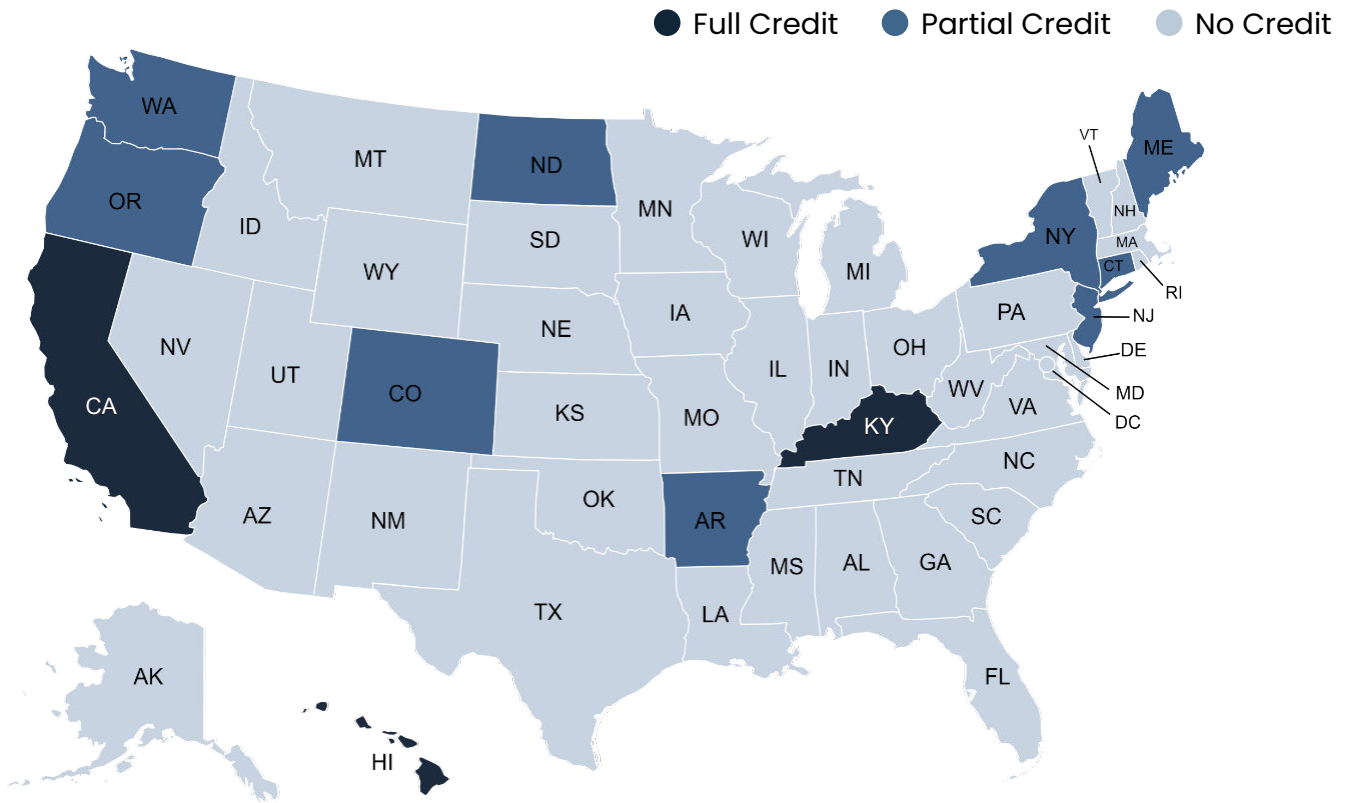 Full Credit
Partial Credit
No Credit
WA
MT
ND
MN
VT
ME
OR
ID
SD
WI
NH
NY
MA
CT
WY
MI
RI
IA
PA
NJ
NE
NV
OH
DE
UT
IL
IN
CO
WV
MD
CA
KS
MO
VA
DC
KY
NC
TN
OK
AZ
NM
AR
SC
MS
AL
GA
TX
LA
AK
FL
HI